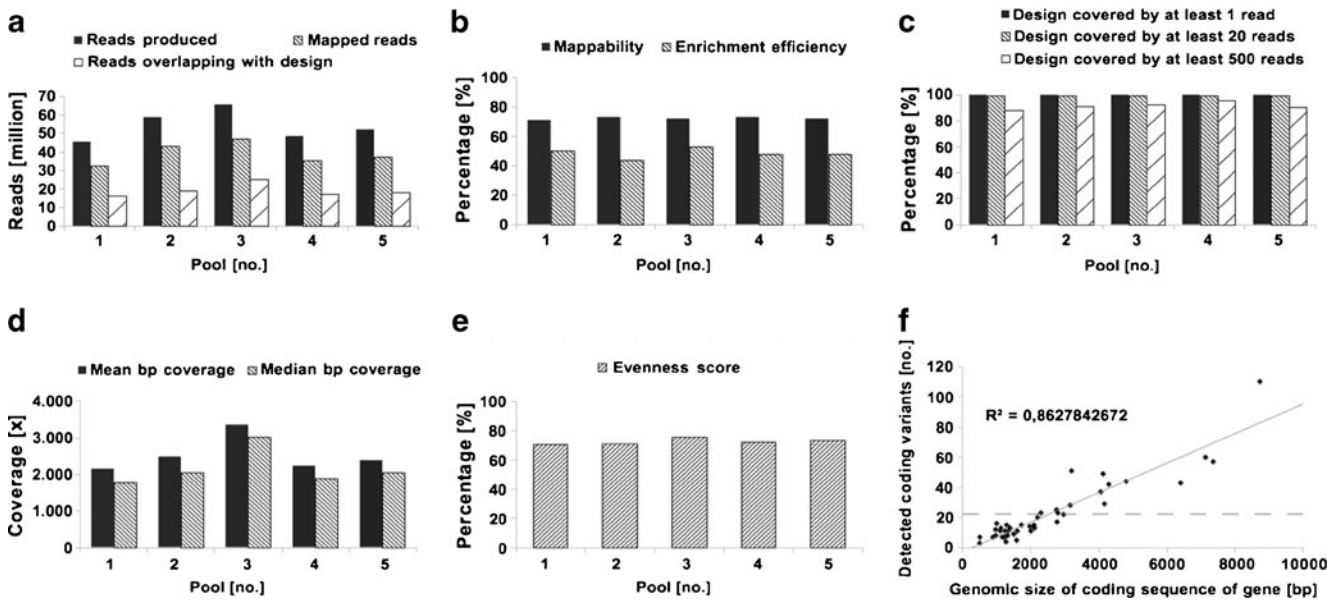 a
Reads produced
Mapped reads
Reads overlapping with design
Reads [million]
70
60
50
40
30
20
10
0
1 2 3 4 5
Pool [no.]
b
Mappability
Enrichment efficiency
Percentage [%]
100
80
60
40
20
0
1 2 3 4 5
Pool [no.]
c
Design covered by at least 1 read
Design covered by at least 20 reads
Design covered by at least 500 reads
Percentage [%]
100
80
60
40
20
0
1 2 3 4 5
Pool [no.]
d
Mean bp coverage
Median bp coverage
Coverage [x]
4.000
3.000
2.000
1.000
0
1 2 3 4 5
Pool [no.]
e
Evenness score
Percentage [%]
100
80
60
40
20
0
1 2 3 4 5
Pool [no.]
f
Detected coding variants [no.]
120
100
80
60
40
20
0
R² = 0,8627842672
0 2000 4000 6000 8000 10000
Genomic size of coding sequence of gene [bp]